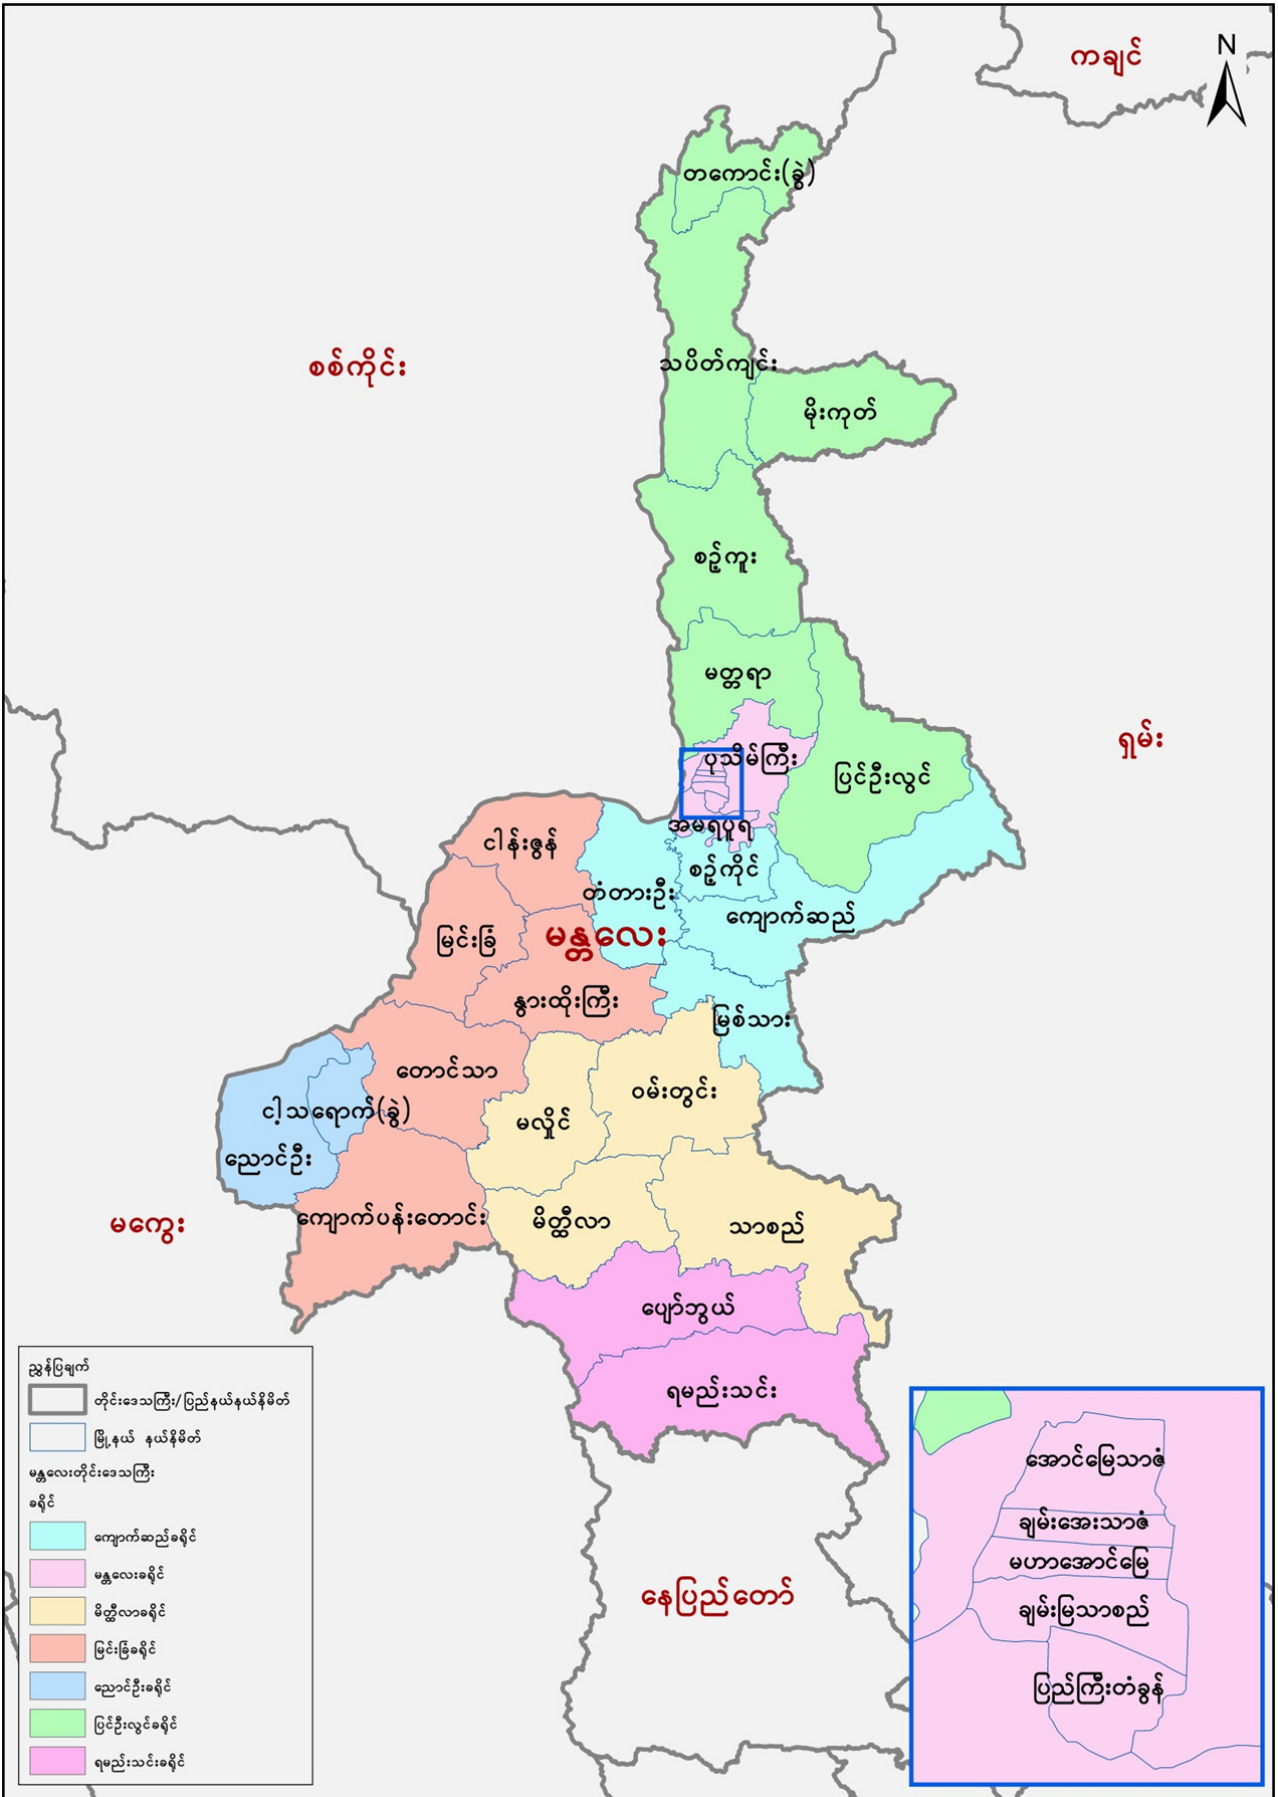 ကချင်
N
တကောင်း(ခွဲ)
စစ်ကိုင်း
သပိတ်ကျင်း
မိုးကုတ်
စဉ့်ကူး
မတ္တရာ
ရှမ်း
ပုသိမ်ကြီး
ပြင်ဦးလွင်
အမရပူရ
ငါန်းဇွန်
စဉ့်ကိုင်
တံတားဦး
ကျောက်ဆည်
မြင်းခြံ
မန္တလေး
နွားထိုးကြီး
မြစ်သား
တောင်သာ
ဝမ်းတွင်း
ငါ့သရောက်(ခွဲ)
မလှိုင်
ညောင်ဦး
မကွေး
ကျောက်ပန်းတောင်း
မိတ္ထီလာ
သာစည်
ပျော်ဘွယ်
ရမည်းသင်း
နေပြည်တော်
ညွှန်ပြချက်
တိုင်းဒေသကြီး/ပြည်နယ်နယ်နိမိတ်
မြို့နယ် နယ်နိမိတ်
မန္တလေးတိုင်းဒေသကြီး
ခရိုင်
ကျောက်ဆည်ခရိုင်
မန္တလေးခရိုင်
မိတ္ထီလာခရိုင်
မြင်းခြံခရိုင်
ညောင်ဦးခရိုင်
ပြင်ဦးလွင်ခရိုင်
ရမည်းသင်းခရိုင်
အောင်မြေသာဇံ
ချမ်းအေးသာဇံ
မဟာအောင်မြေ
ချမ်းမြသာစည်
ပြည်ကြီးတံခွန်